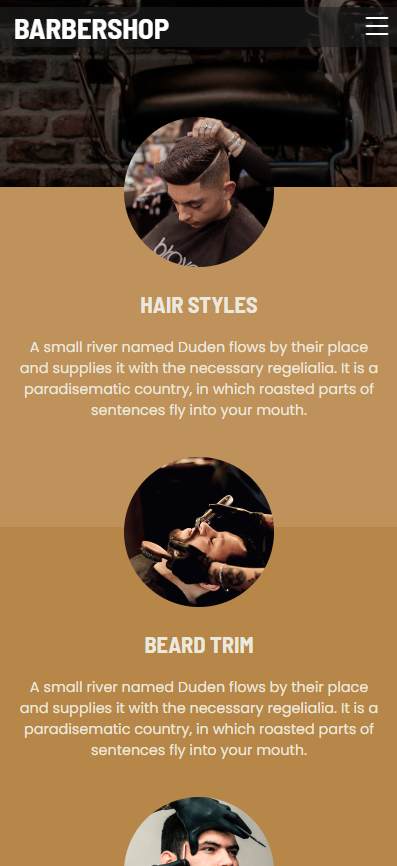 BARBERSHOP
HAIR STYLES
A small river named Duden flows by their place
and supplies it with the necessary regelialia. It is a
paradisematic country, in which roasted parts of
sentences fly into your mouth.
BEARD TRIM
A small river named Duden flows by their place
and supplies it with the necessary regelialia. It is a
paradisematic country, in which roasted parts of
sentences fly into your mouth.